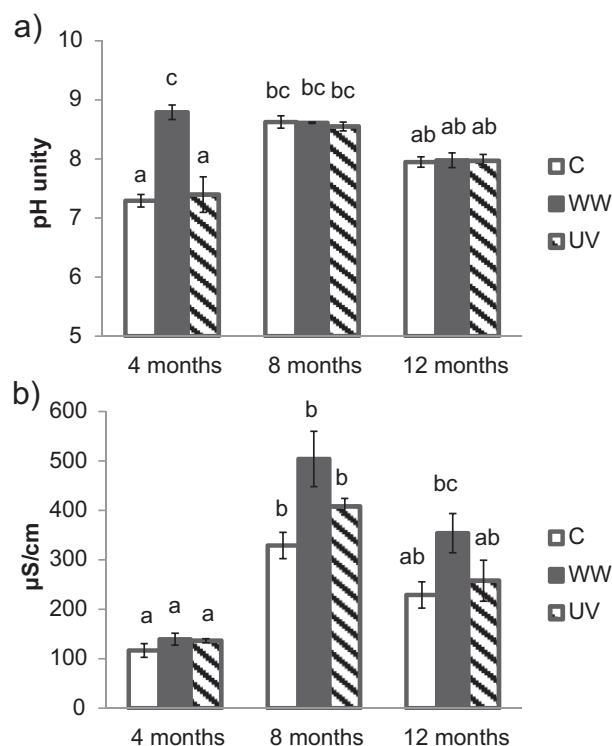 a)
10
9
8
7
6
5
pH unity
c
a a
bc bc bc
ab ab ab
C
WW
UV
4 months 8 months 12 months
b)
600
500
400
300
200
100
0
µS/cm
a a a
b
b b
bc
ab ab
C
WW
UV
4 months 8 months 12 months